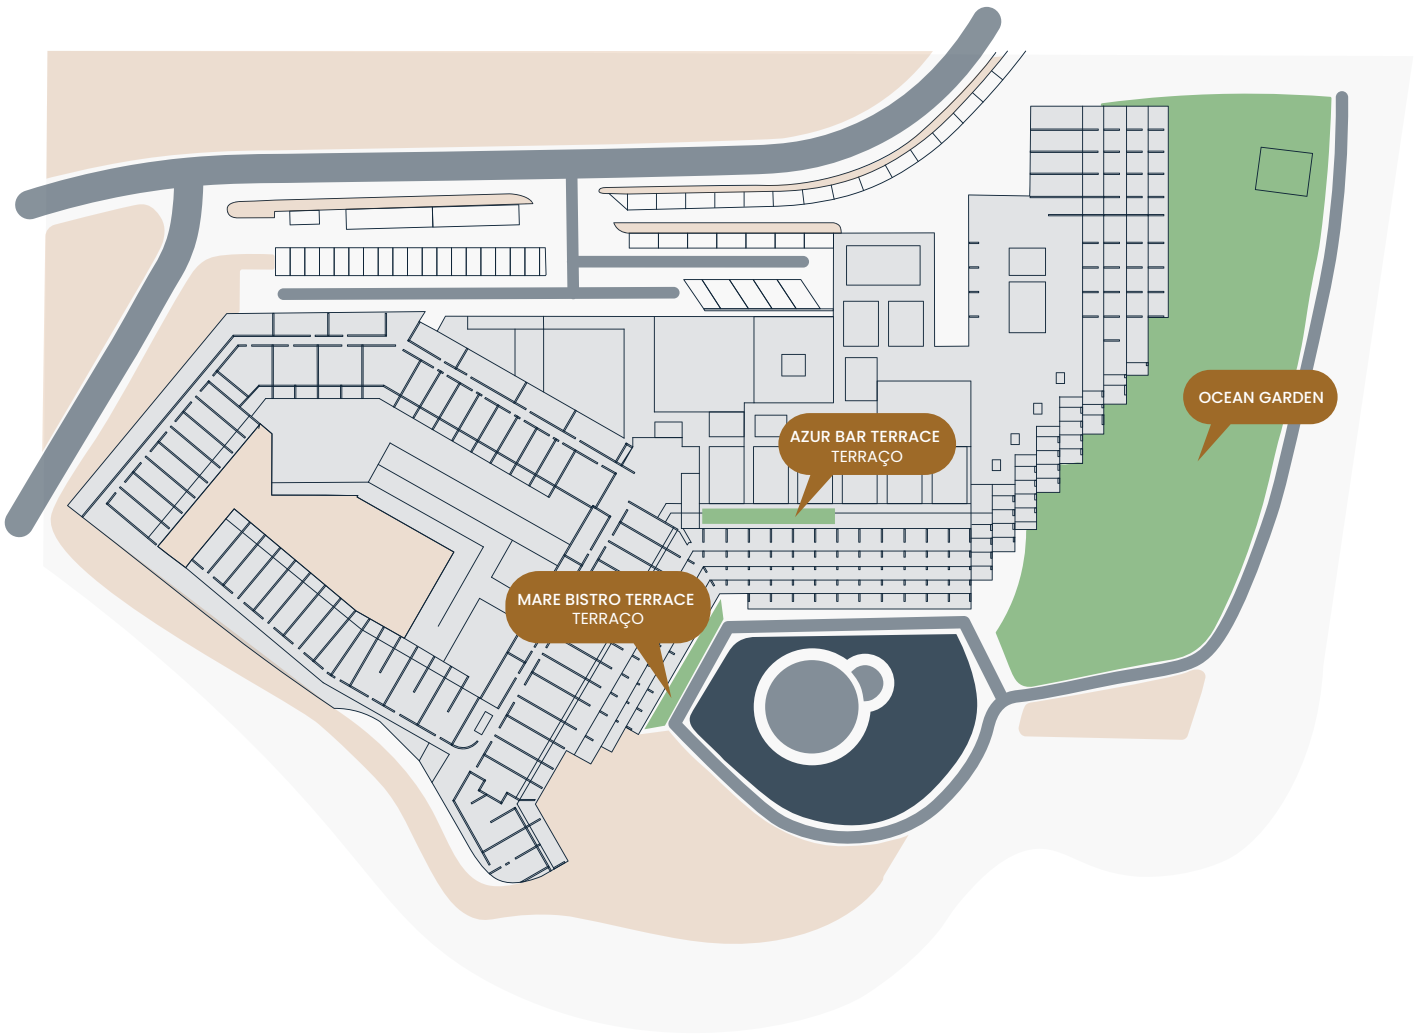 OCEAN GARDEN
AZUR BAR TERRACE
TERRAÇO
MARE BISTRO TERRACE
TERRAÇO